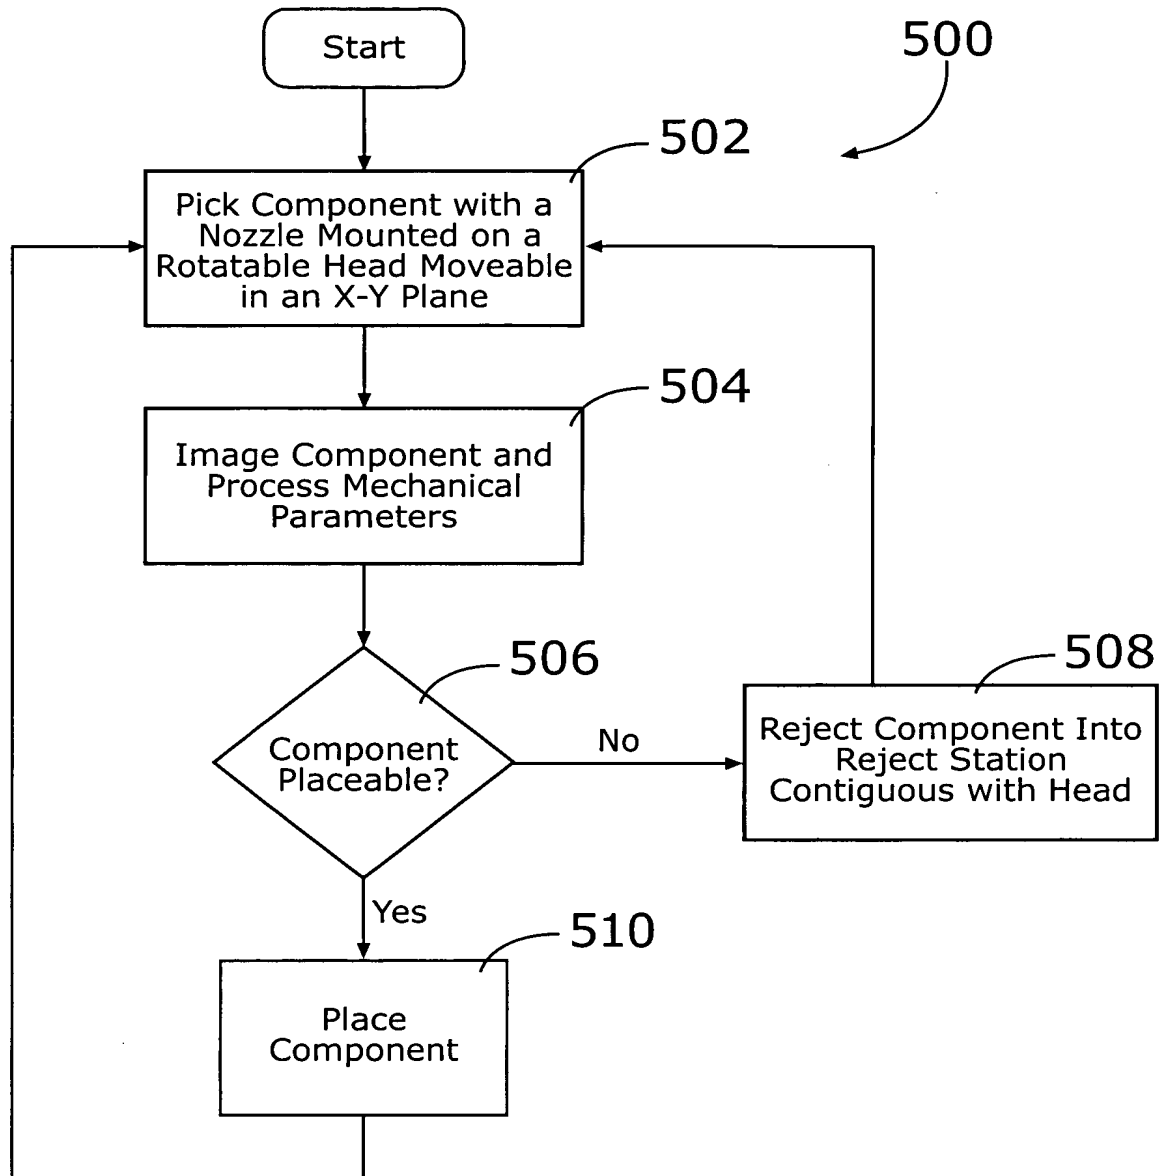 Start
500
502
Pick Component with a
Nozzle Mounted on a
Rotatable Head Moveable
in an X-Y Plane
504
Image Component and
Process Mechanical
Parameters
506
Component
Placeable?
No
508
Reject Component Into
Reject Station
Contiguous with Head
Yes
510
Place
Component